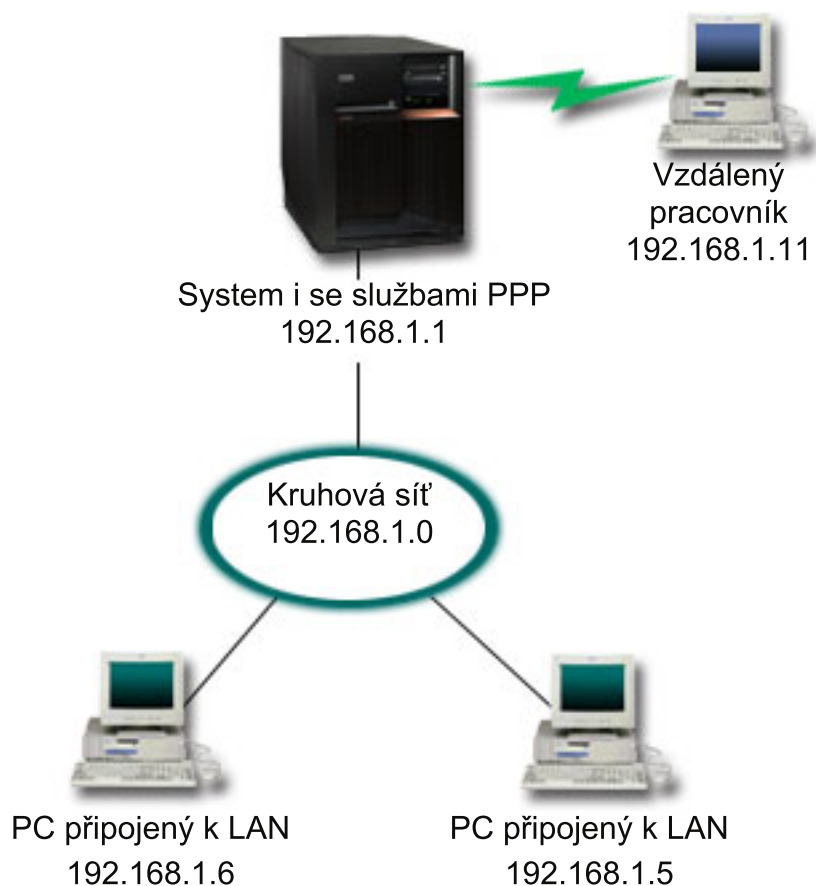 Vzdálený
pracovník
192.168.1.11
System i se službami PPP
192.168.1.1
Kruhová síť
192.168.1.0
PC připojený k LAN
192.168.1.6
PC připojený k LAN
192.168.1.5